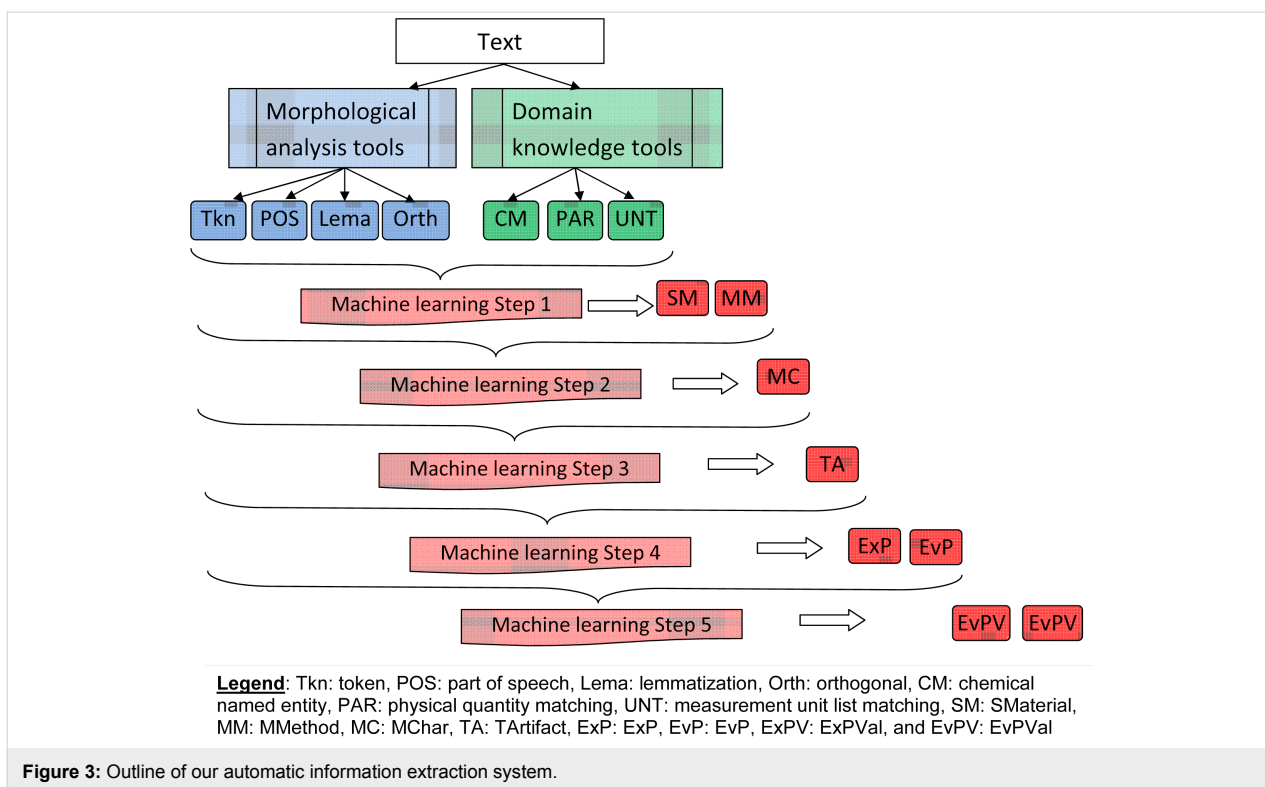 Text
Morphological
analysis tools
Domain
knowledge tools
Tkn POS Lema Orth CM PAR UNT
Machine learning Step 1 SM MM
Machine learning Step 2 MC
Machine learning Step 3 TA
Machine learning Step 4 ExP EvP
Machine learning Step 5 EvPV EvPV
Legend: Tkn: token, POS: part of speech, Lema: lemmatization, Orth: orthogonal, CM: chemical
named entity, PAR: physical quantity matching, UNT: measurement unit list matching, SM: SMaterial,
MM: MMethod, MC: MChar, TA: TArtifact, ExP: ExP, EvP: EvP, ExPV: ExPVal, and EvPV: EvPVal
Figure 3: Outline of our automatic information extraction system.